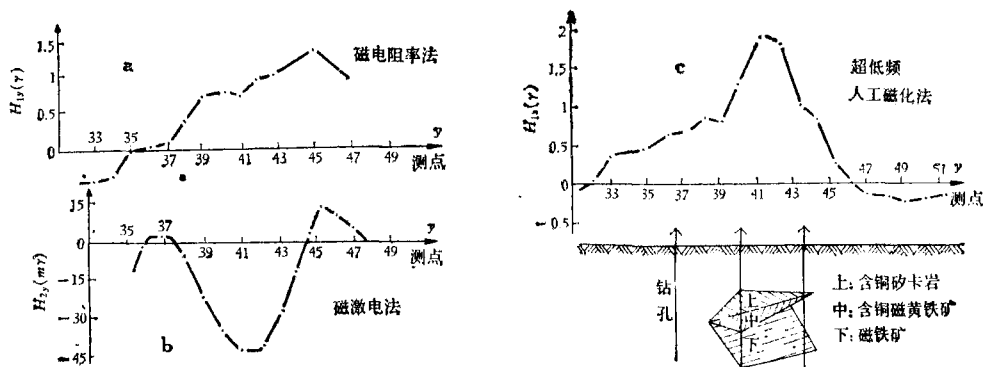 a
磁电阻率法
H₁y(γ)
1.5
1
0.5
0
33 35 37 39 41 43 45 47 49
y
测点
b
磁激电法
H₂y(mγ)
15
0
-15
-30
-45
35 37 39 41 43 45 47 49
y
测点
c
超低频
人工磁化法
2
1.5
1
0.5
0
0.5
33 35 37 39 41 43 45 47 49 51
y
测点
钻孔
上
中
下
上:含铜矽卡岩
中:含铜磁黄铁矿
下:磁铁矿